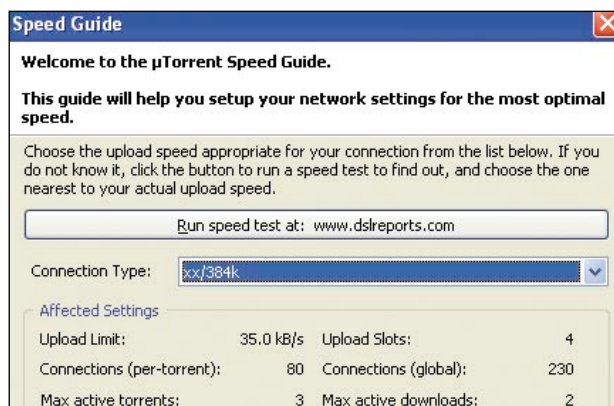 Speed Guide
Welcome to the µTorrent Speed Guide.
This guide will help you setup your network settings for the most optimal
speed.
Choose the upload speed appropriate for your connection from the list below. If you
do not know it, click the button to run a speed test to find out, and choose the one
nearest to your actual upload speed.
Run speed test at: www.dslreports.com
Connection Type: xx/384k
Affected Settings
Upload Limit: 35.0 kB/s Upload Slots: 4
Connections (per-torrent): 80 Connections (global): 230
Max active torrents: 3 Max active downloads: 2